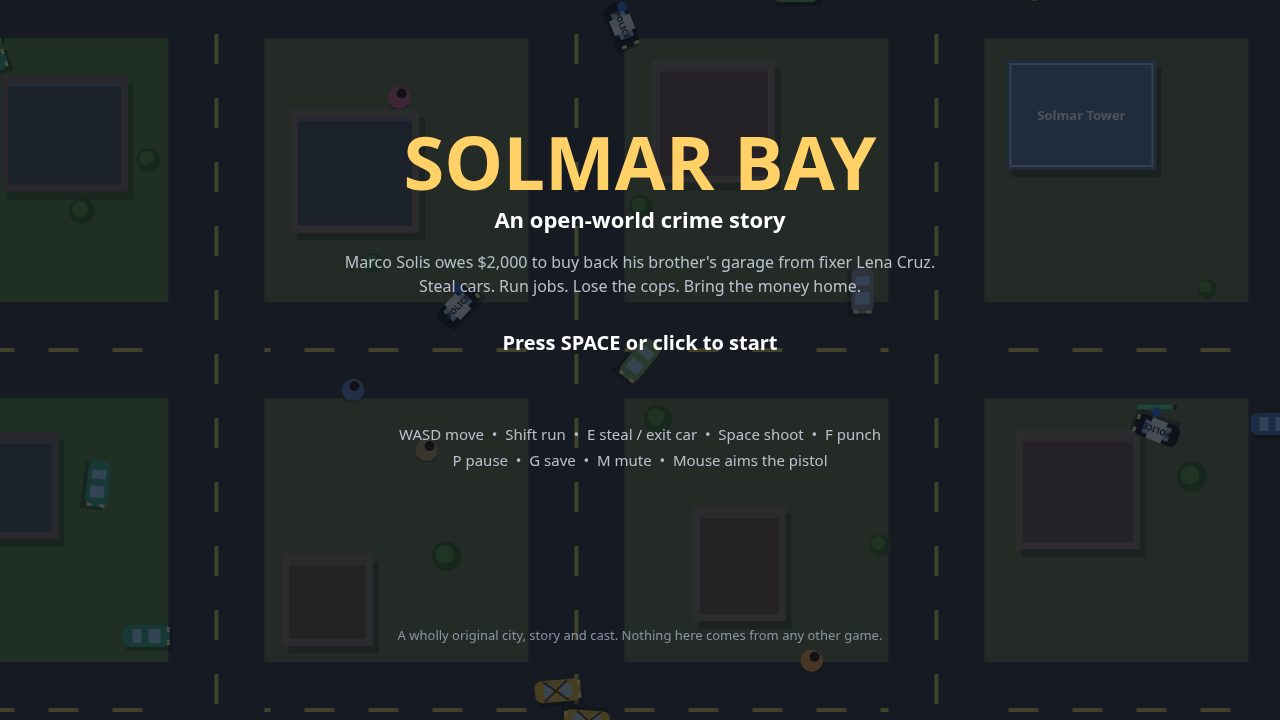 POLICE
Solmar Tower
SOLMAR BAY
An open-world crime story
Marco Solis owes $2,000 to buy back his brother's garage from fixer Lena Cruz.
Steal cars. Run jobs. Lose the cops. Bring the money home.
POLICE
Press SPACE or click to start
WASD move • Shift run • E steal / exit car • Space shoot • F punch
POLICE
P pause • G save • M mute • Mouse aims the pistol
A wholly original city, story and cast. Nothing here comes from any other game.